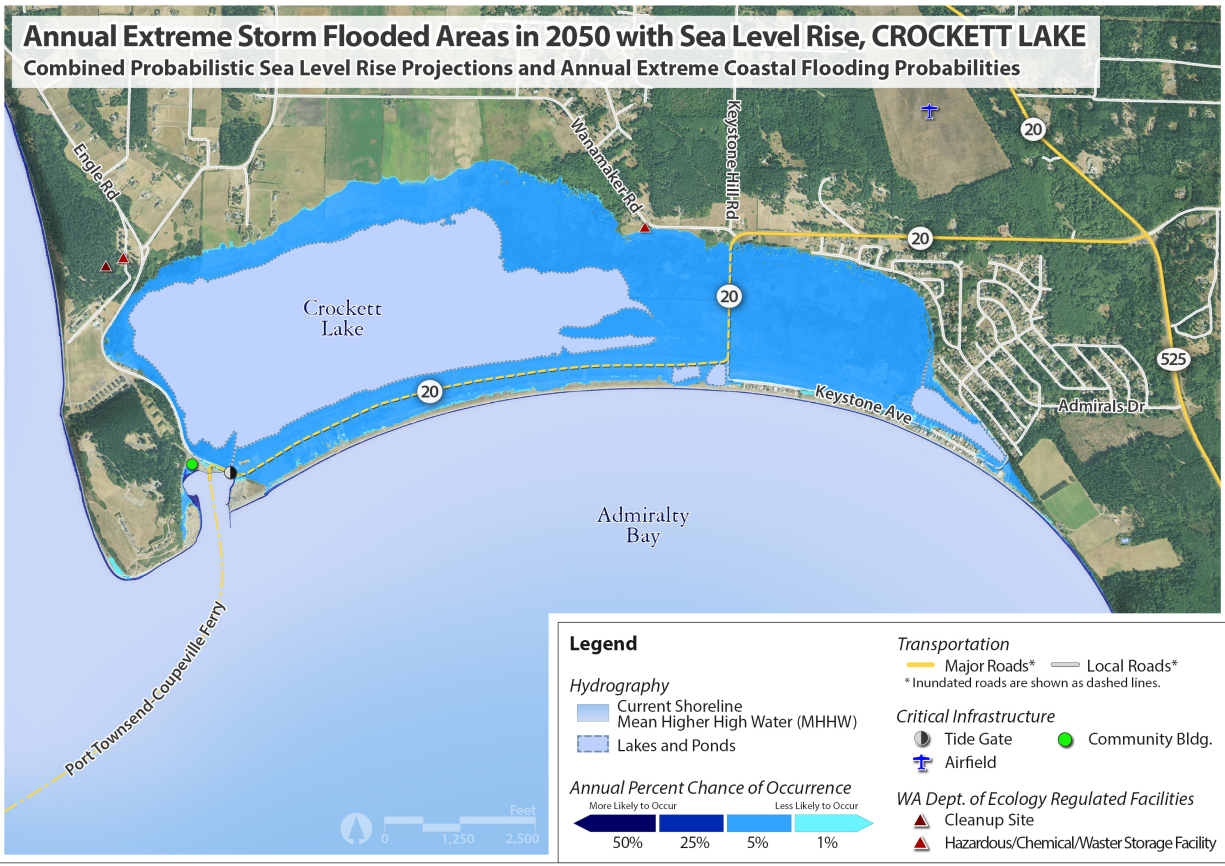 Annual Extreme Storm Flooded Areas in 2050 with Sea Level Rise, CROCKETT LAKE
Combined Probabilistic Sea Level Rise Projections and Annual Extreme Coastal Flooding Probabilities
Engle Rd
Wanamaker Rd
Keystone Hill Rd
20
20
20
525
Crockett
Lake
20
Keystone Ave
Admirals Dr
Admiralty
Bay
Port Townsend-Coupeville Ferry
Feet
0
1,250
2,500
Legend
Hydrography
Current Shoreline
Mean Higher High Water (MHHW)
Lakes and Ponds
Annual Percent Chance of Occurrence
More Likely to Occur
Less Likely to Occur
50%
25%
5%
1%
Transportation
Major Roads*
Local Roads*
* Inundated roads are shown as dashed lines.
Critical Infrastructure
Tide Gate
Community Bldg.
Airfield
WA Dept. of Ecology Regulated Facilities
Cleanup Site
Hazardous/Chemical/Waster Storage Facility